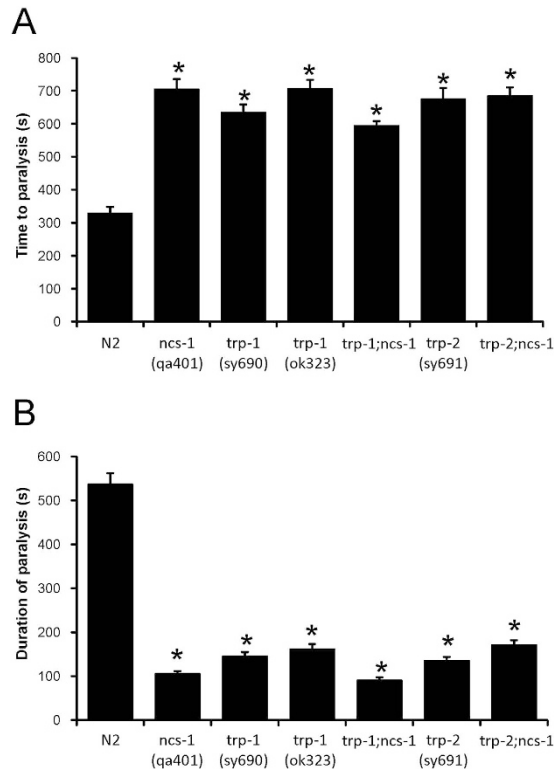 A
Time to paralysis (s)
800
700
600
500
400
300
200
100
0
* * * * * *
N2 ncs-1 trp-1 trp-1 trp-1;ncs-1 trp-2 trp-2;ncs-1
(qa401) (sy690) (ok323) (sy691)
B
Duration of paralysis (s)
600
500
400
300
200
100
0
* * * * * *
N2 ncs-1 trp-1 trp-1 trp-1;ncs-1 trp-2 trp-2;ncs-1
(qa401) (sy690) (ok323) (sy691)